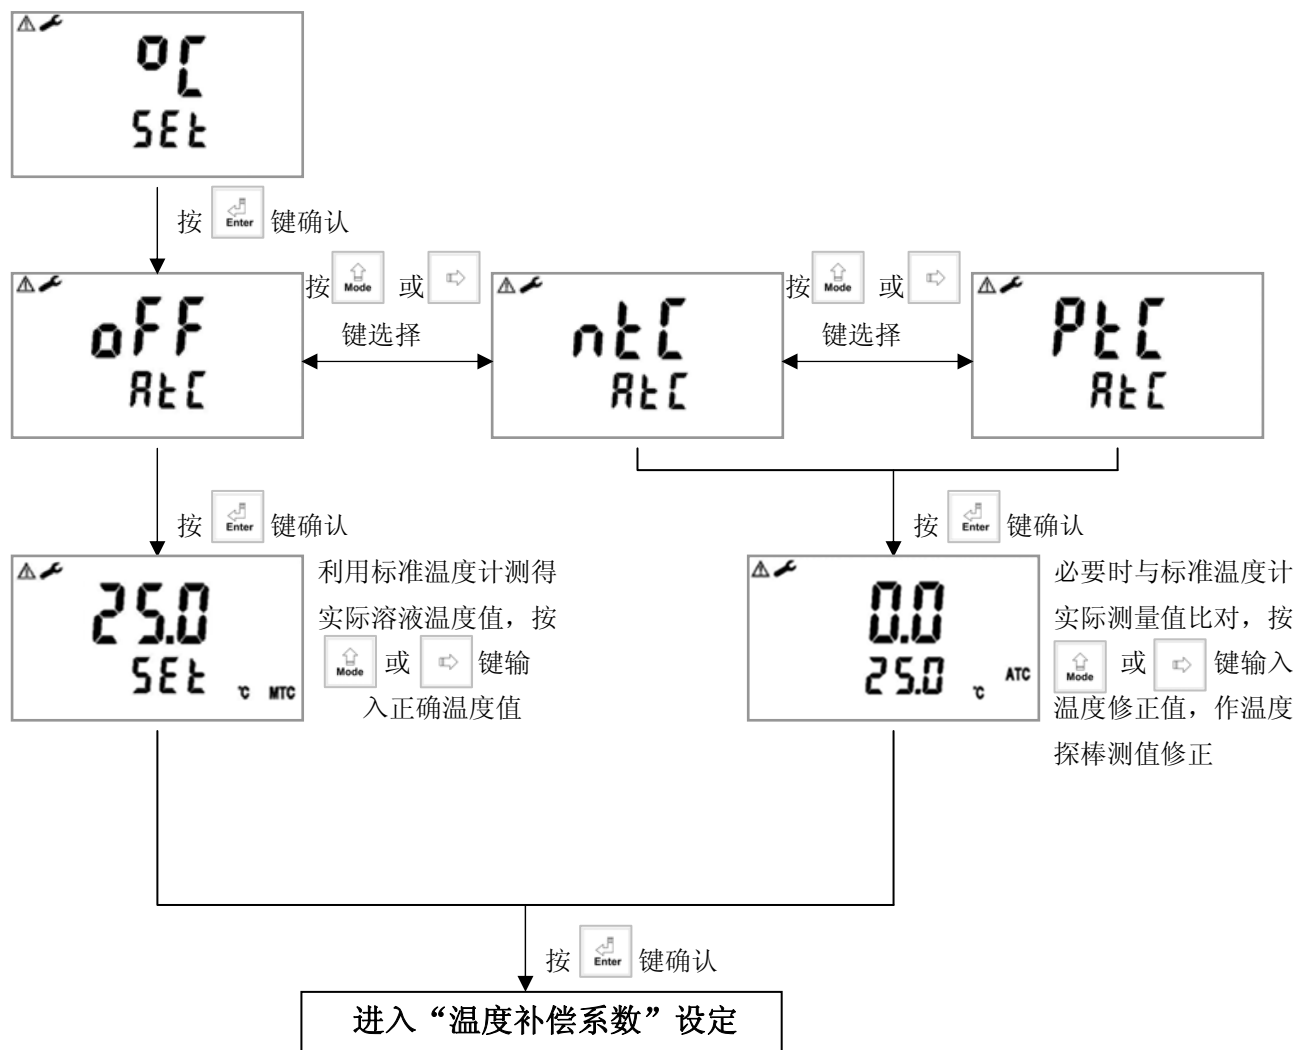 °C
SEt
按 Enter 键确认
按 Mode 或
键选择
按 Mode 或
键选择
oFF
AtC
ntC
AtC
PtC
AtC
按 Enter 键确认
按 Enter 键确认
25.0
SEt ℃ MTC
利用标准温度计测得
实际溶液温度值，按
Mode 或 键输
入正确温度值
0.0
25.0 ℃ ATC
必要时与标准温度计
实际测量值比对，按
Mode 或 键输入
温度修正值，作温度
探棒测值修正
按 Enter 键确认
进入“温度补偿系数”设定